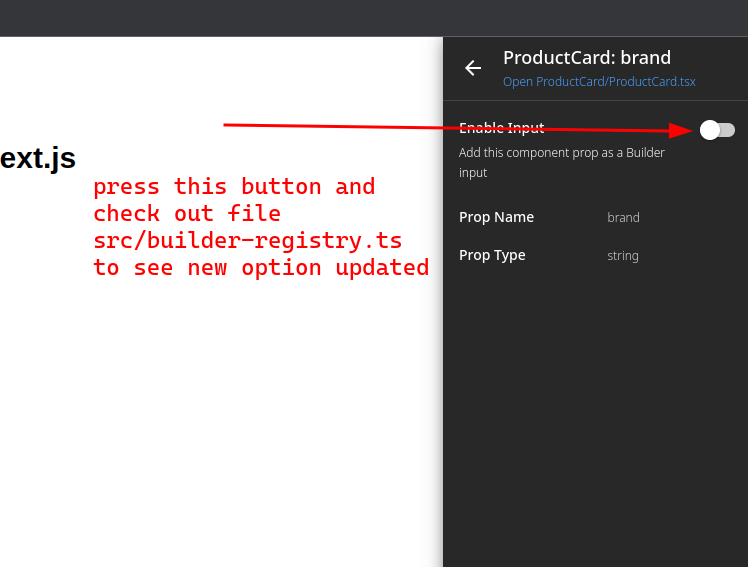 ProductCard: brand
Open ProductCard/ProductCard.tsx
Enable Input
Add this component prop as a Builder
input
ext.js
press this button and
check out file
src/builder-registry.ts
to see new option updated
Prop Name brand
Prop Type string